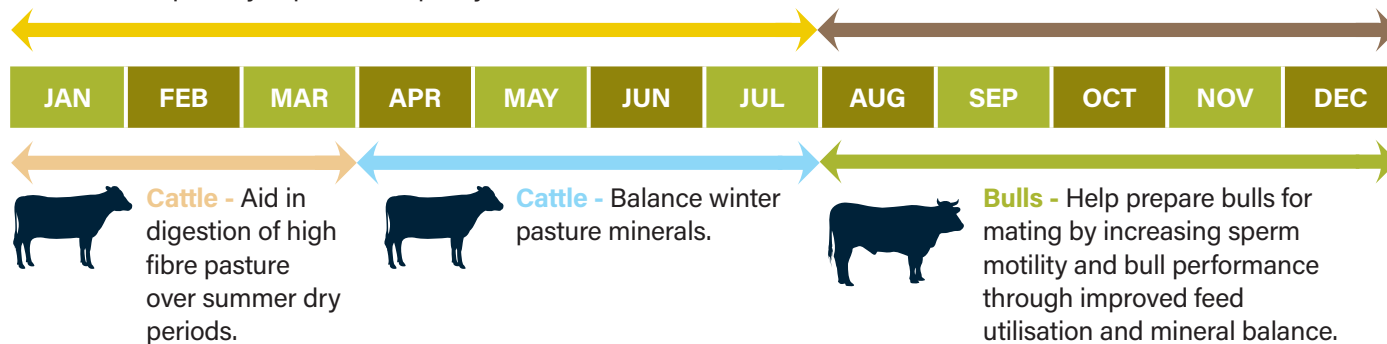 JAN FEB MAR APR MAY JUN JUL AUG SEP OCT NOV DEC
Cattle - Aid in
digestion of high
fibre pasture
over summer dry
periods.
Cattle - Balance winter
pasture minerals.
Bulls - Help prepare bulls for
mating by increasing sperm
motility and bull performance
through improved feed
utilisation and mineral balance.